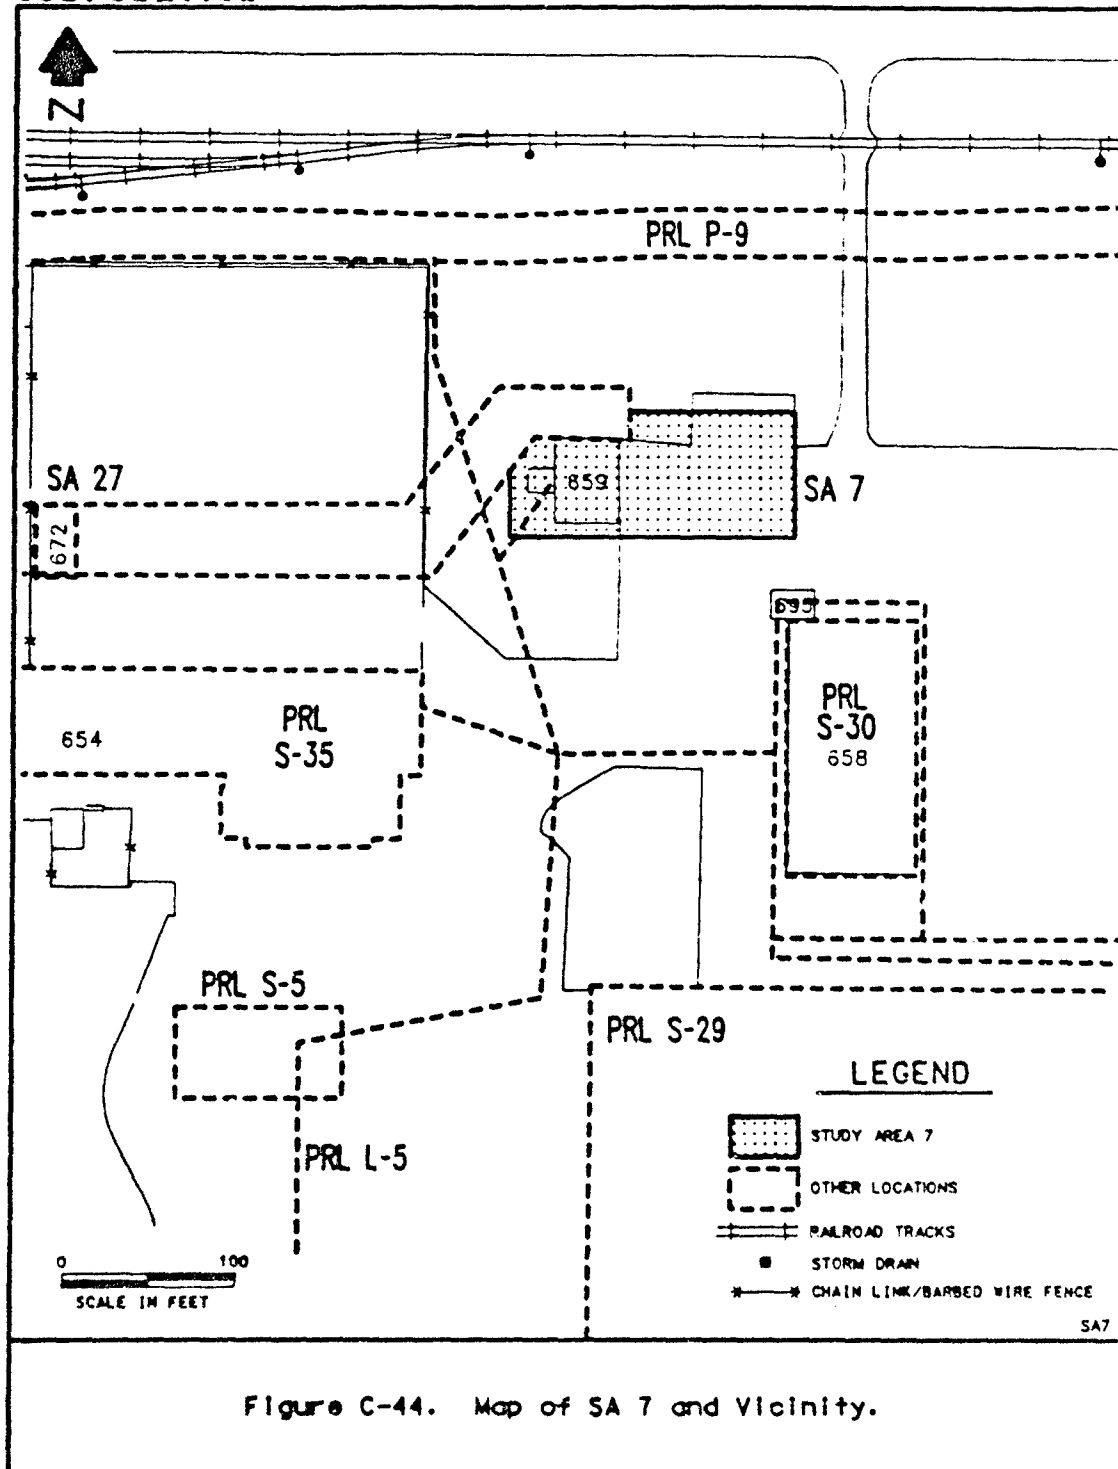 N
PRL P-9
SA 27
672
659
SA 7
695
PRL
S-30
658
PRL
S-35
654
PRL S-5
PRL S-29
PRL L-5
LEGEND
STUDY AREA 7
OTHER LOCATIONS
RAILROAD TRACKS
STORM DRAIN
CHAIN LINK/BARBED WIRE FENCE
0 100
SCALE IN FEET
SA7
Figure C-44. Map of SA 7 and Vicinity.